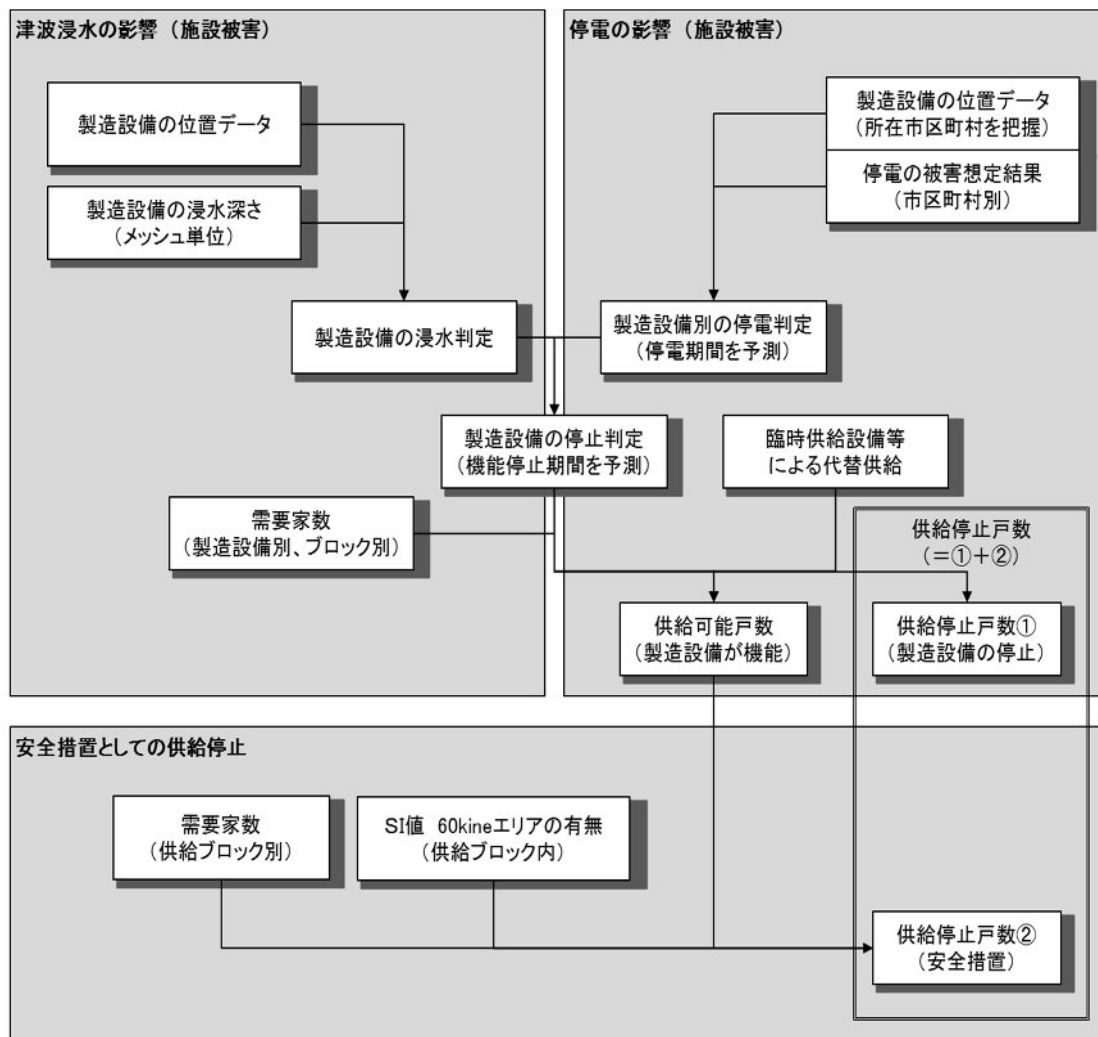 津波浸水の影響（施設被害）
製造設備の位置データ
製造設備の浸水深さ
（メッシュ単位）
製造設備の浸水判定
停電の影響（施設被害）
製造設備の位置データ
（所在市区町村を把握）
停電の被害想定結果
（市区町村別）
製造設備別の停電判定
（停電期間を予測）
製造設備の停止判定
（機能停止期間を予測）
臨時供給設備等
による代替供給
需要家数
（製造設備別、ブロック別）
供給停止戸数
（＝①＋②）
供給可能戸数
（製造設備が機能）
供給停止戸数①
（製造設備の停止）
安全措置としての供給停止
需要家数
（供給ブロック別）
SI値 60kineエリアの有無
（供給ブロック内）
供給停止戸数②
（安全措置）